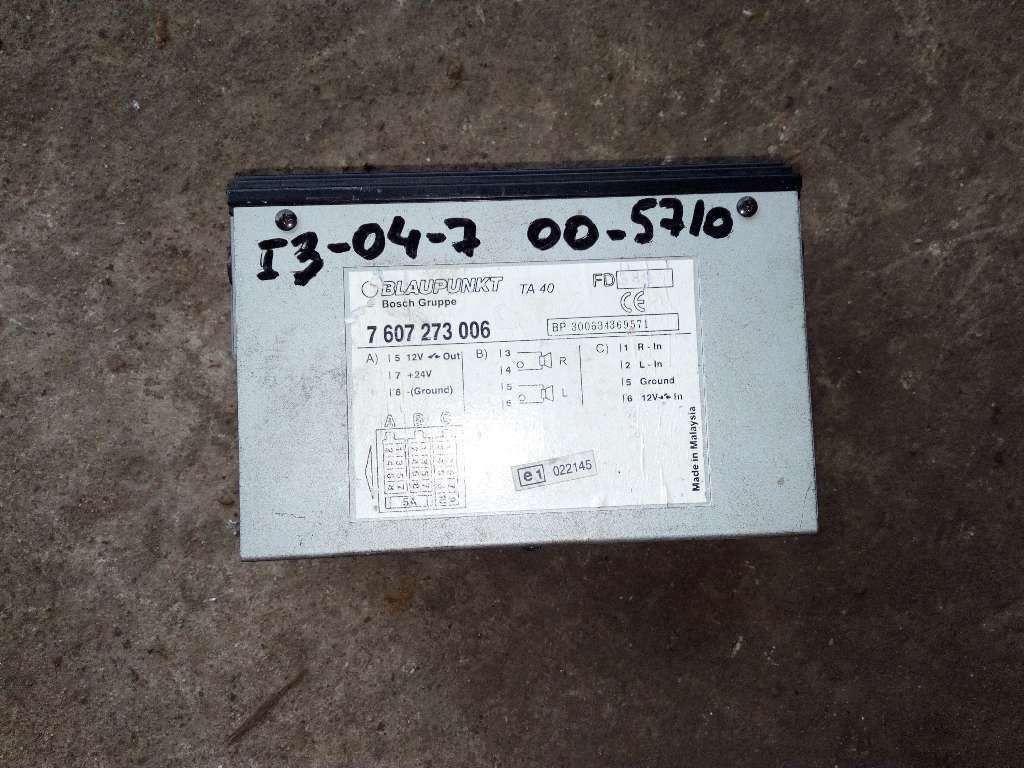 I3-04-7 00-5710
BLAUPUNKT TA 40 FD
Bosch Gruppe CE
7 607 273 006 BP 300634369571
A) 5 12V Out B) 3 R C) 1 R - In
4 2 L - In
7 +24V 5 L 5 Ground
8 -(Ground) 6 6 12V In
A B C
5A
e1 022145
Made in Malaysia